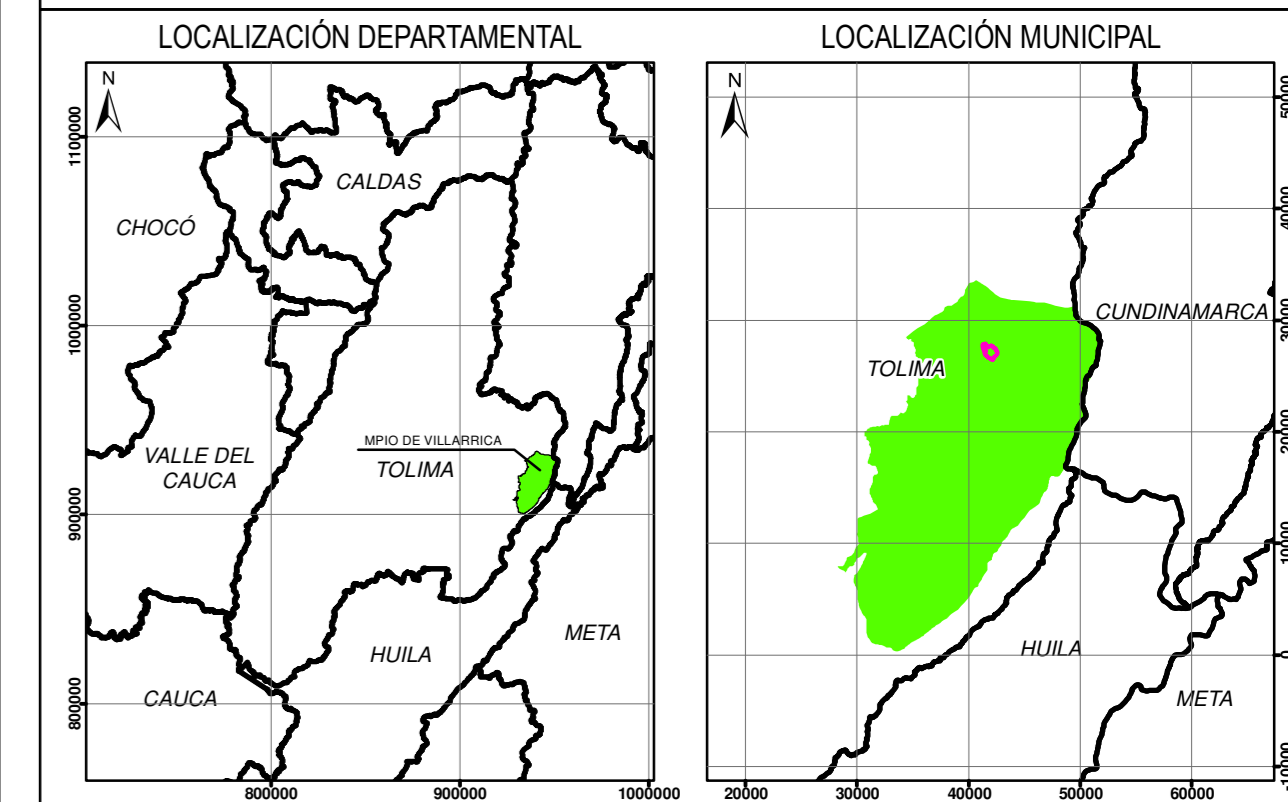 LOCALIZACIÓN DEPARTAMENTAL
N
1100000
1000000
900000
800000
CALDAS
CHOCÓ
MPIO DE VILLARRICA
TOLIMA
VALLE DEL
CAUCA
META
HUILA
CAUCA
800000
900000
1000000
LOCALIZACIÓN MUNICIPAL
N
CUNDINAMARCA
TOLIMA
HUILA
META
50000
40000
30000
20000
10000
0
-10000
20000
30000
40000
50000
60000